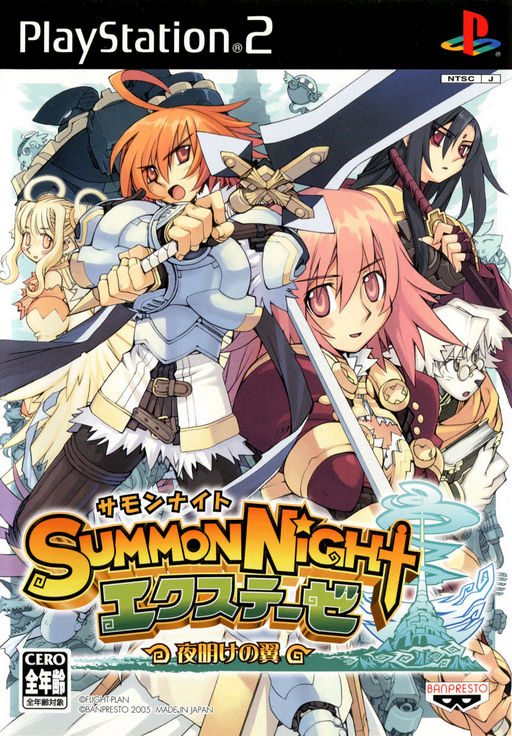 PlayStation®2
NTSC J
サモンナイト
SUMMON NIGHT
エクステーゼ
夜明けの翼
CERO
全年齢
全年齢対象
©FLIGHT-PLAN
©BANPRESTO 2005 MADE IN JAPAN
BANPRESTO